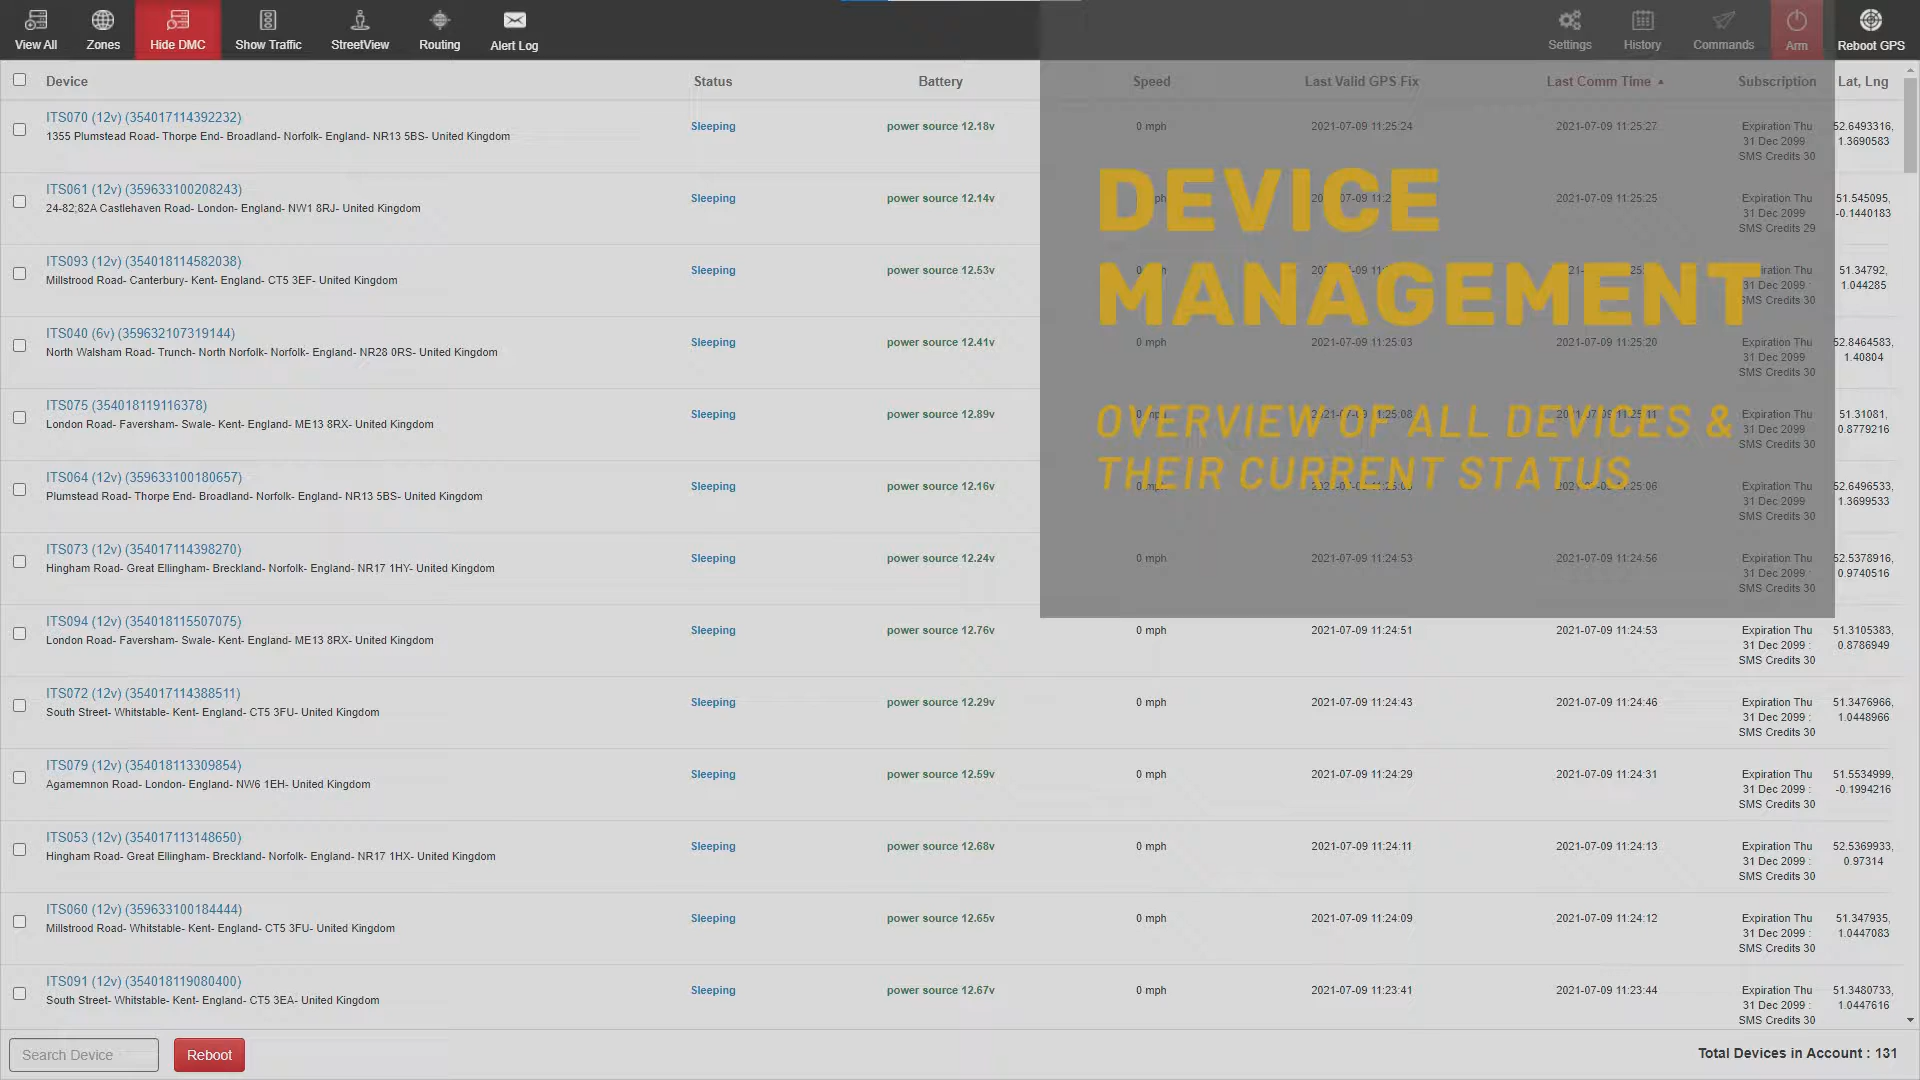 View All Zones Hide DMC Show Traffic StreetView Routing Alert Log Settings History Commands Arm Reboot GPS
Device Status Battery Speed Last Valid GPS Fix Last Comm Time Subscription Lat, Lng
ITS070 (12v) (354017114392232)
1355 Plumstead Road- Thorpe End- Broadland- Norfolk- England- NR13 5BS- United Kingdom
Sleeping power source 12.18v 0 mph 2021-07-09 11:25:24 2021-07-09 11:25:27
Expiration Thu 31 Dec 2099 SMS Credits 30
52.6493316, 1.3690583
ITS061 (12v) (359633100208243)
24-82;82A Castlehaven Road- London- England- NW1 8RJ- United Kingdom
Sleeping power source 12.14v 2021-07-09 11:25:25
Expiration Thu 31 Dec 2099 SMS Credits 29
51.545095, -0.1440183
DEVICE
MANAGEMENT
ITS093 (12v) (354018114582038)
Millstrood Road- Canterbury- Kent- England- CT5 3EF- United Kingdom
Sleeping power source 12.53v
31 Dec 2099 SMS Credits 30
51.34792, 1.044285
ITS040 (6v) (359632107319144)
North Walsham Road- Trunch- North Norfolk- Norfolk- England- NR28 0RS- United Kingdom
Sleeping power source 12.41v 0 mph 2021-07-09 11:25:03 2021-07-09 11:25:20
Expiration Thu 31 Dec 2099 SMS Credits 30
52.8464583, 1.40804
OVERVIEW OF ALL DEVICES &
THEIR CURRENT STATUS
ITS075 (354018119116378)
London Road- Faversham- Swale- Kent- England- ME13 8RX- United Kingdom
Sleeping power source 12.89v 2021-07-09 11:25:08
Expiration Thu 31 Dec 2099 SMS Credits 30
51.31081, 0.8779216
ITS064 (12v) (359633100180657)
Plumstead Road- Thorpe End- Broadland- Norfolk- England- NR13 5BS- United Kingdom
Sleeping power source 12.16v
Expiration Thu 31 Dec 2099 SMS Credits 30
52.6496533, 1.3699533
ITS073 (12v) (354017114398270)
Hingham Road- Great Ellingham- Breckland- Norfolk- England- NR17 1HY- United Kingdom
Sleeping power source 12.24v 0 mph 2021-07-09 11:24:53 2021-07-09 11:24:56
Expiration Thu 31 Dec 2099 : SMS Credits 30
52.5378916, 0.9740516
ITS094 (12v) (354018115507075)
London Road- Faversham- Swale- Kent- England- ME13 8RX- United Kingdom
Sleeping power source 12.76v 0 mph 2021-07-09 11:24:51 2021-07-09 11:24:53
Expiration Thu 31 Dec 2099 : SMS Credits 30
51.3105383, 0.8786949
ITS072 (12v) (354017114388511)
South Street- Whitstable- Kent- England- CT5 3FU- United Kingdom
Sleeping power source 12.29v 0 mph 2021-07-09 11:24:43 2021-07-09 11:24:46
Expiration Thu 31 Dec 2099 : SMS Credits 30
51.3476966, 1.0448966
ITS079 (12v) (354018113309854)
Agamemnon Road- London- England- NW6 1EH- United Kingdom
Sleeping power source 12.59v 0 mph 2021-07-09 11:24:29 2021-07-09 11:24:31
Expiration Thu 31 Dec 2099 : SMS Credits 30
51.5534999, -0.1994216
ITS053 (12v) (354017113148650)
Hingham Road- Great Ellingham- Breckland- Norfolk- England- NR17 1HX- United Kingdom
Sleeping power source 12.68v 0 mph 2021-07-09 11:24:11 2021-07-09 11:24:13
Expiration Thu 31 Dec 2099 : SMS Credits 30
52.5369933, 0.97314
ITS060 (12v) (359633100184444)
Millstrood Road- Whitstable- Kent- England- CT5 3FU- United Kingdom
Sleeping power source 12.65v 0 mph 2021-07-09 11:24:09 2021-07-09 11:24:12
Expiration Thu 31 Dec 2099 : SMS Credits 30
51.347935, 1.0447083
ITS091 (12v) (354018119080400)
South Street- Whitstable- Kent- England- CT5 3EA- United Kingdom
Sleeping power source 12.67v 0 mph 2021-07-09 11:23:41 2021-07-09 11:23:44
Expiration Thu 31 Dec 2099 : SMS Credits 30
51.3480733, 1.0447616
Search Device Reboot Total Devices in Account : 131